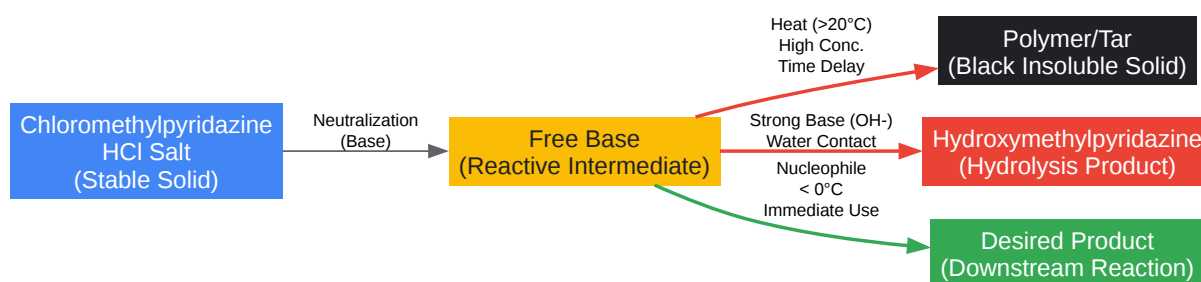 Chloromethylpyridazine
HCl Salt
(Stable Solid)
Neutralization
(Base)
Free Base
(Reactive Intermediate)
Heat (>20°C)
High Conc.
Time Delay
Polymer/Tar
(Black Insoluble Solid)
Strong Base (OH-)
Water Contact
Hydroxymethylpyridazine
(Hydrolysis Product)
Nucleophile
< 0°C
Immediate Use
Desired Product
(Downstream Reaction)